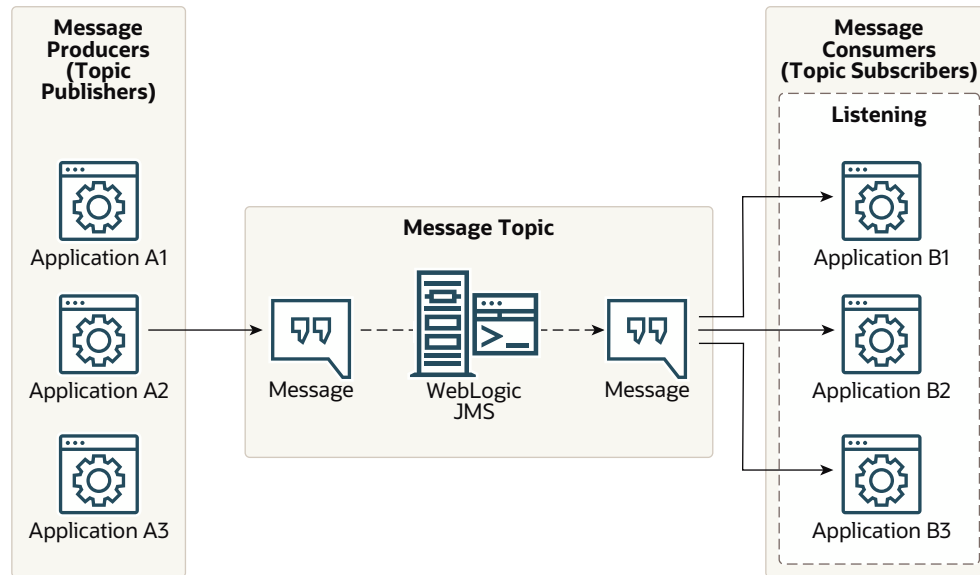 Message
Producers
(Topic
Publishers)
Application A1
Application A2
Application A3
Message Topic
Message
WebLogic
JMS
Message
Message
Consumers
(Topic Subscribers)
Listening
Application B1
Application B2
Application B3